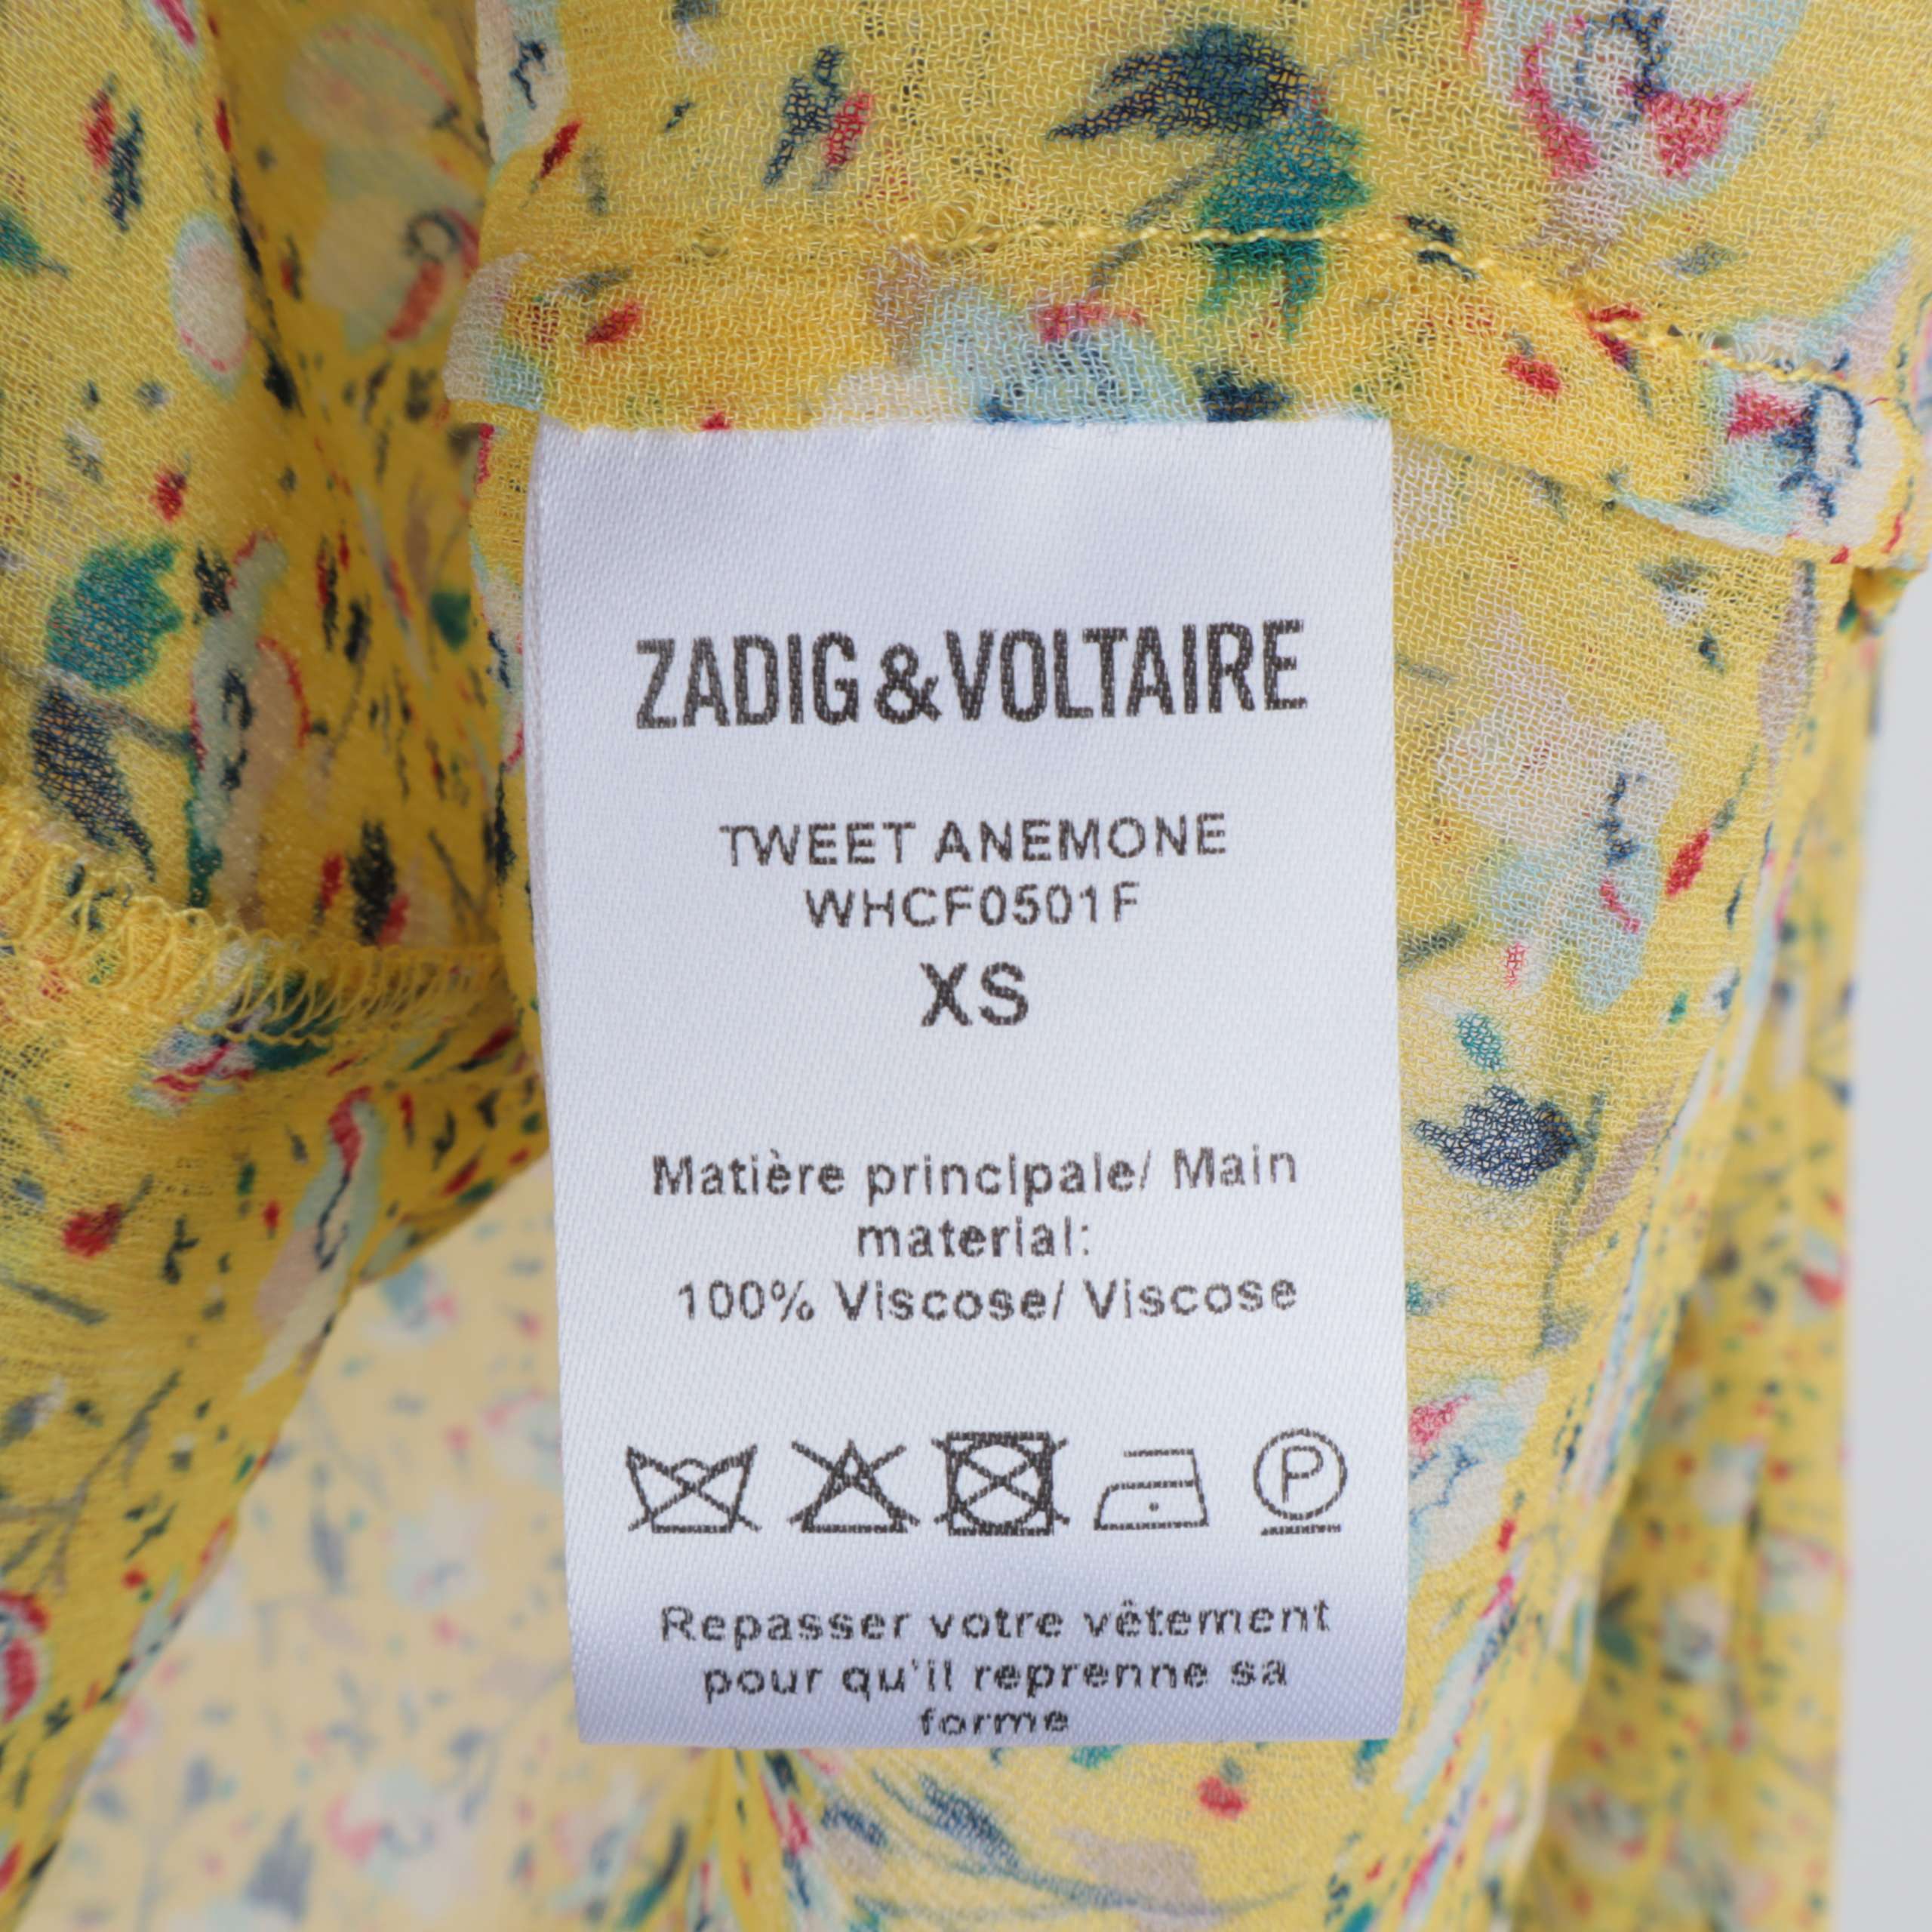 ZADIG&VOLTAIRE
TWEET ANEMONE
WHCF0501F
XS
Matière principale/ Main
material:
100% Viscose/ Viscose
P
Repasser votre vêtement
pour qu'il reprenne sa
forme